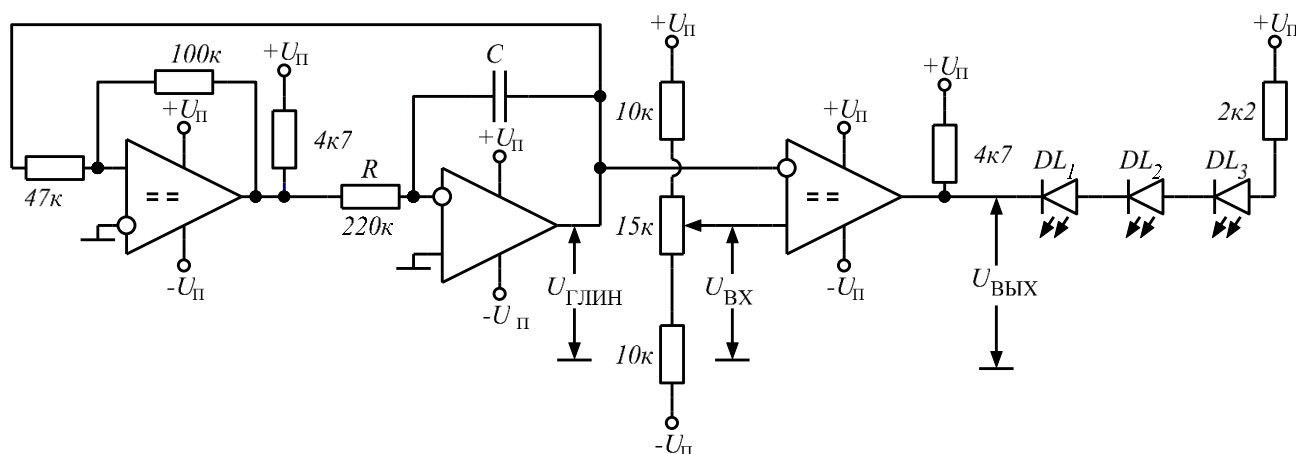 +Uп
+Uп
+Uп
100к
+Uп
C
+Uп
10к
+Uп
+Uп
4к7
+Uп
2к2
47к
==
R
220к
15к
==
4к7
DL1
DL2
DL3
-Uп
-Uп
UГЛИН
UВХ
-Uп
UВЫХ
10к
-Uп